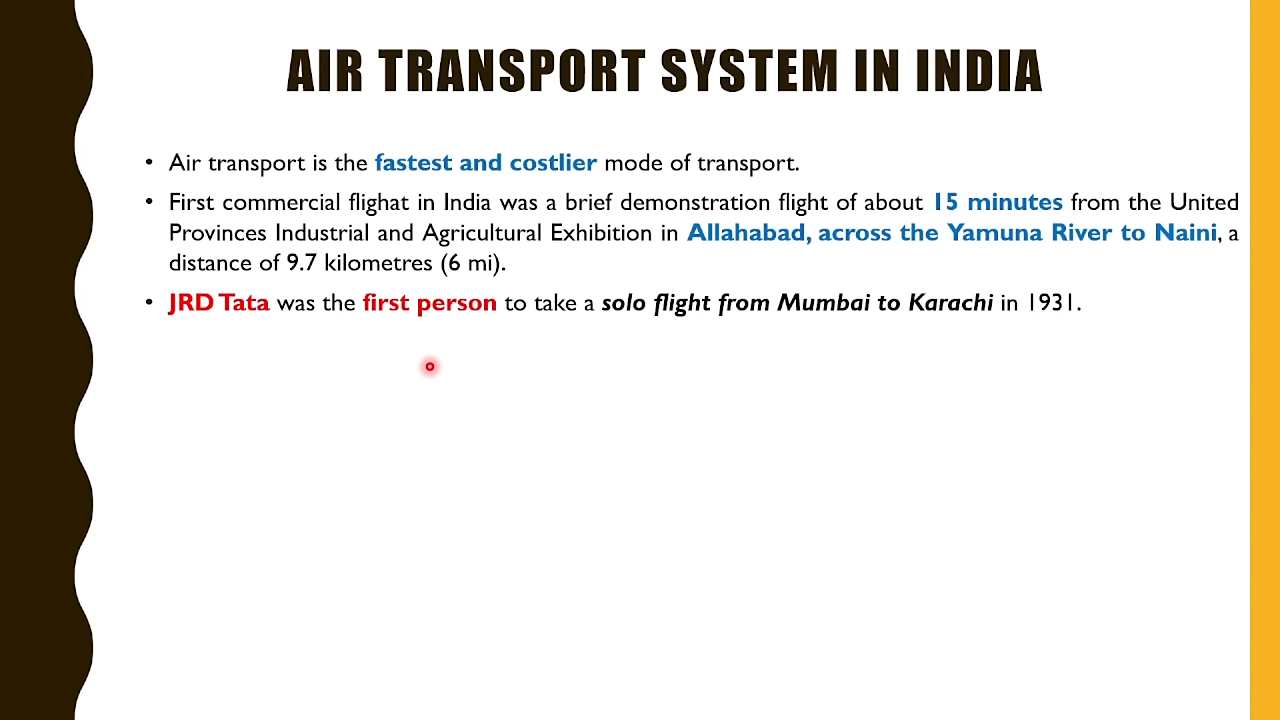 AIR TRANSPORT SYSTEM IN INDIA
• Air transport is the fastest and costlier mode of transport.
• First commercial flighat in India was a brief demonstration flight of about 15 minutes from the United
Provinces Industrial and Agricultural Exhibition in Allahabad, across the Yamuna River to Naini, a
distance of 9.7 kilometres (6 mi).
• JRD Tata was the first person to take a solo flight from Mumbai to Karachi in 1931.